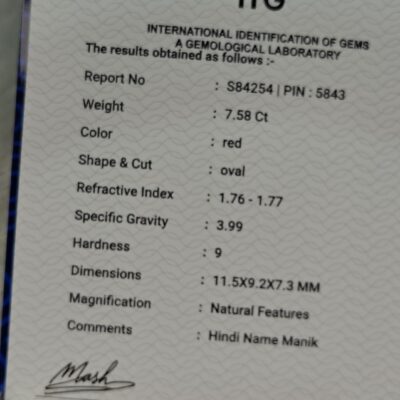 INTERNATIONAL IDENTIFICATION OF GEMS
A GEMOLOGICAL LABORATORY
The results obtained as follows :-
Report No : S84254 | PIN : 5843
Weight : 7.58 Ct
Color : red
Shape & Cut : oval
Refractive Index : 1.76 - 1.77
Specific Gravity : 3.99
Hardness : 9
Dimensions : 11.5X9.2X7.3 MM
Magnification : Natural Features
Comments : Hindi Name Manik